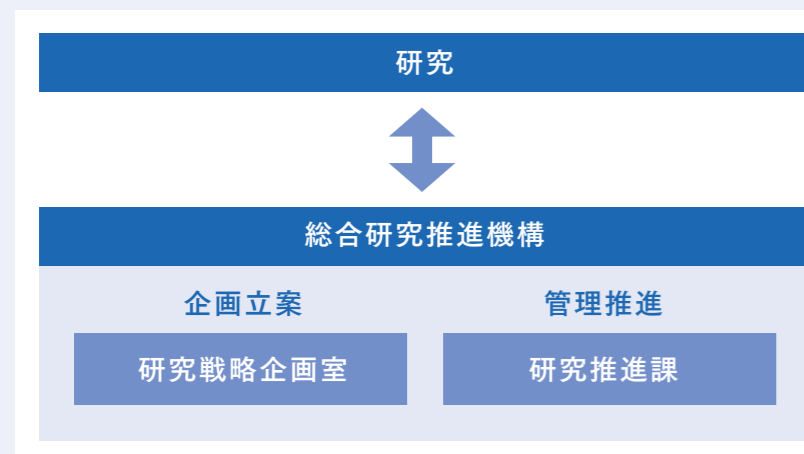 研究
総合研究推進機構
企画立案
管理推進
研究戦略企画室
研究推進課